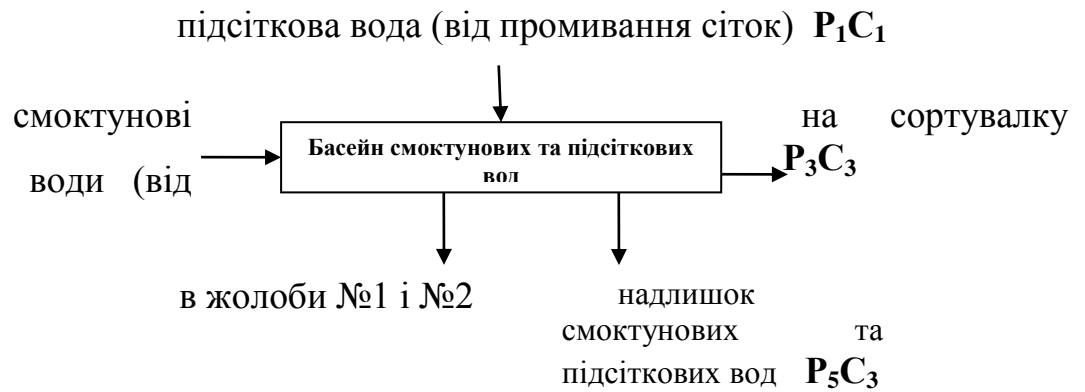 підсіткова вода (від промивання сіток) P₁C₁
смоктунові
води (від
Басейн смоктунових та підсіткових
вод
на сортувалку
P₃C₃
в жолоби №1 і №2
надлишок
смоктунових та
підсіткових вод P₅C₃